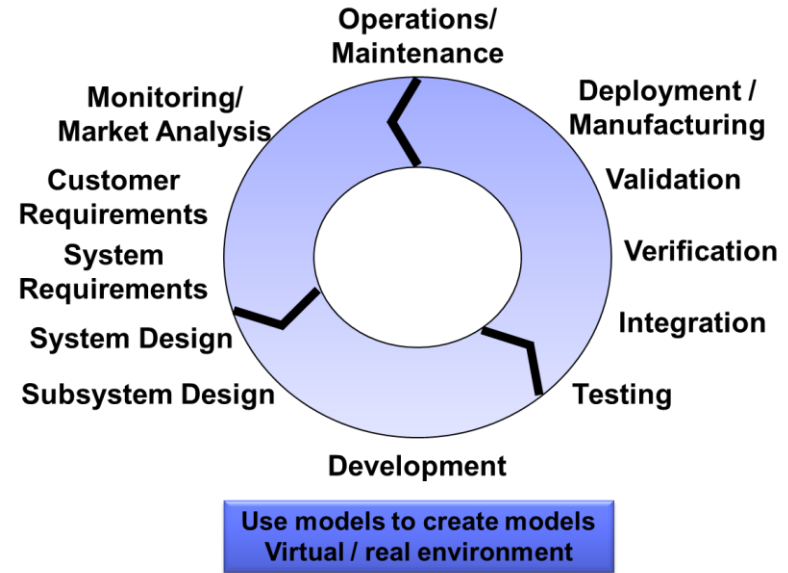 Operations/
Maintenance
Monitoring/
Market Analysis
Deployment /
Manufacturing
Customer
Requirements
Validation
System
Requirements
Verification
System Design
Integration
Subsystem Design
Testing
Development
Use models to create models
Virtual / real environment